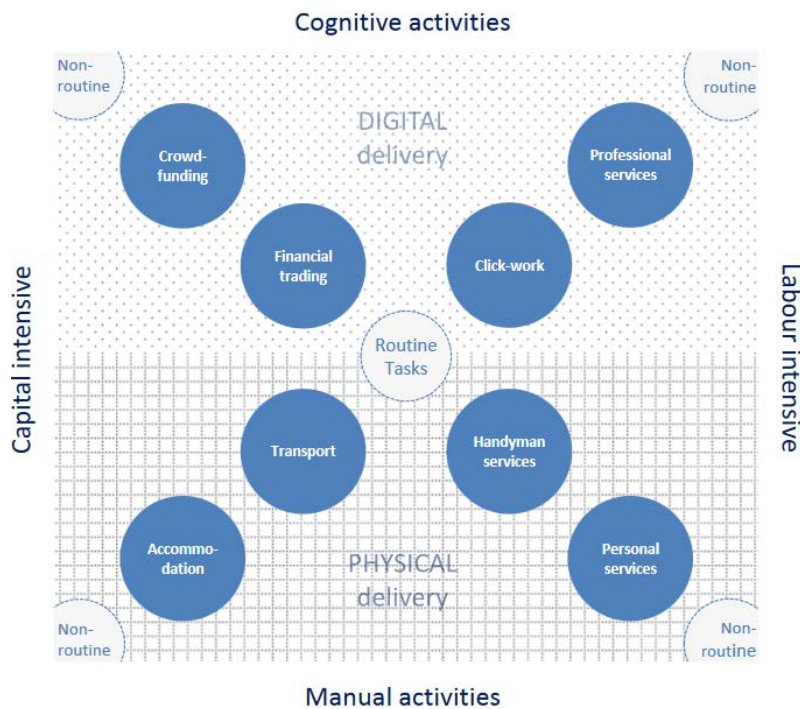 Cognitive activities
Non-
routine
Non-
routine
DIGITAL
delivery
Crowd-
funding
Professional
services
Financial
trading
Click-work
Capital intensive
Labour intensive
Routine
Tasks
Transport
Handyman
services
Accommo-
dation
PHYSICAL
delivery
Personal
services
Non-
routine
Non-
routine
Manual activities